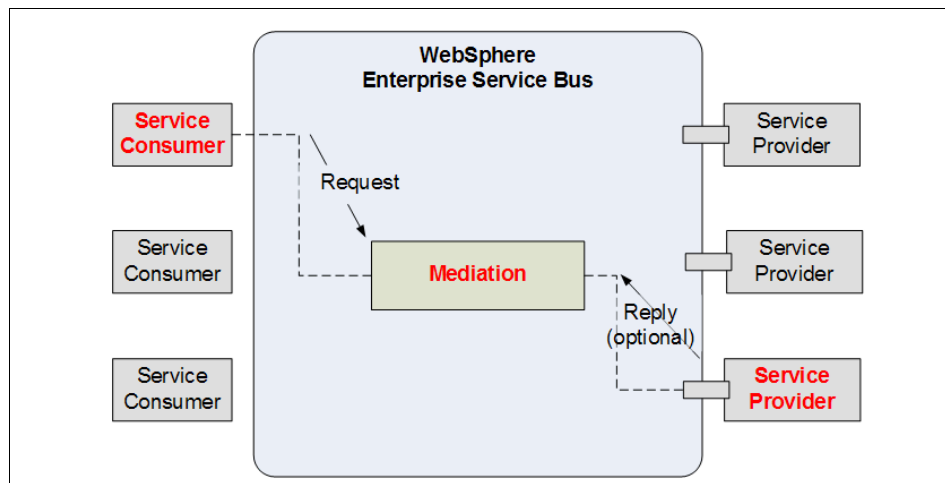 WebSphere
Enterprise Service Bus
Service
Consumer
Service
Provider
Request
Service
Consumer
Mediation
Service
Provider
Reply
(optional)
Service
Consumer
Service
Provider